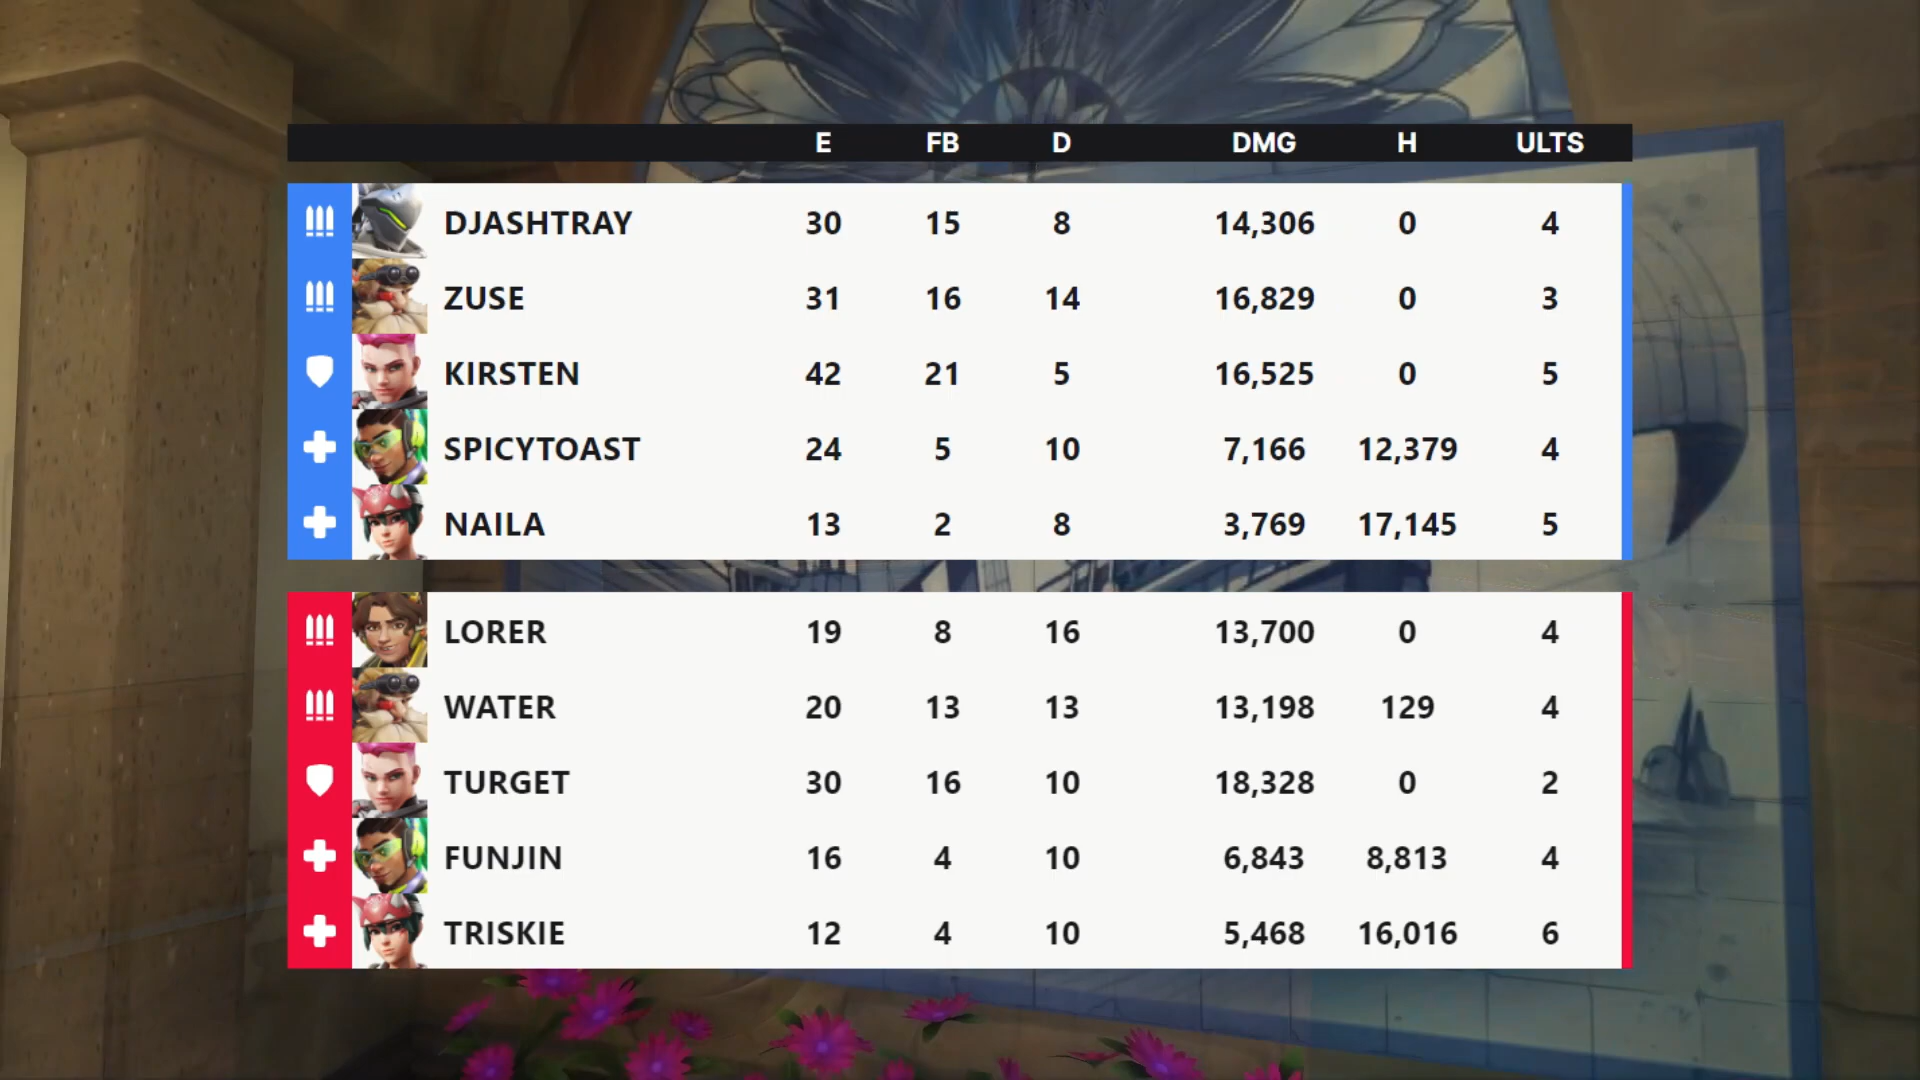 E FB D DMG H ULTS
DJASHTRAY 30 15 8 14,306 0 4
ZUSE 31 16 14 16,829 0 3
KIRSTEN 42 21 5 16,525 0 5
SPICYTOAST 24 5 10 7,166 12,379 4
NAILA 13 2 8 3,769 17,145 5
LORER 19 8 16 13,700 0 4
WATER 20 13 13 13,198 129 4
TURGET 30 16 10 18,328 0 2
FUNJIN 16 4 10 6,843 8,813 4
TRISKIE 12 4 10 5,468 16,016 6